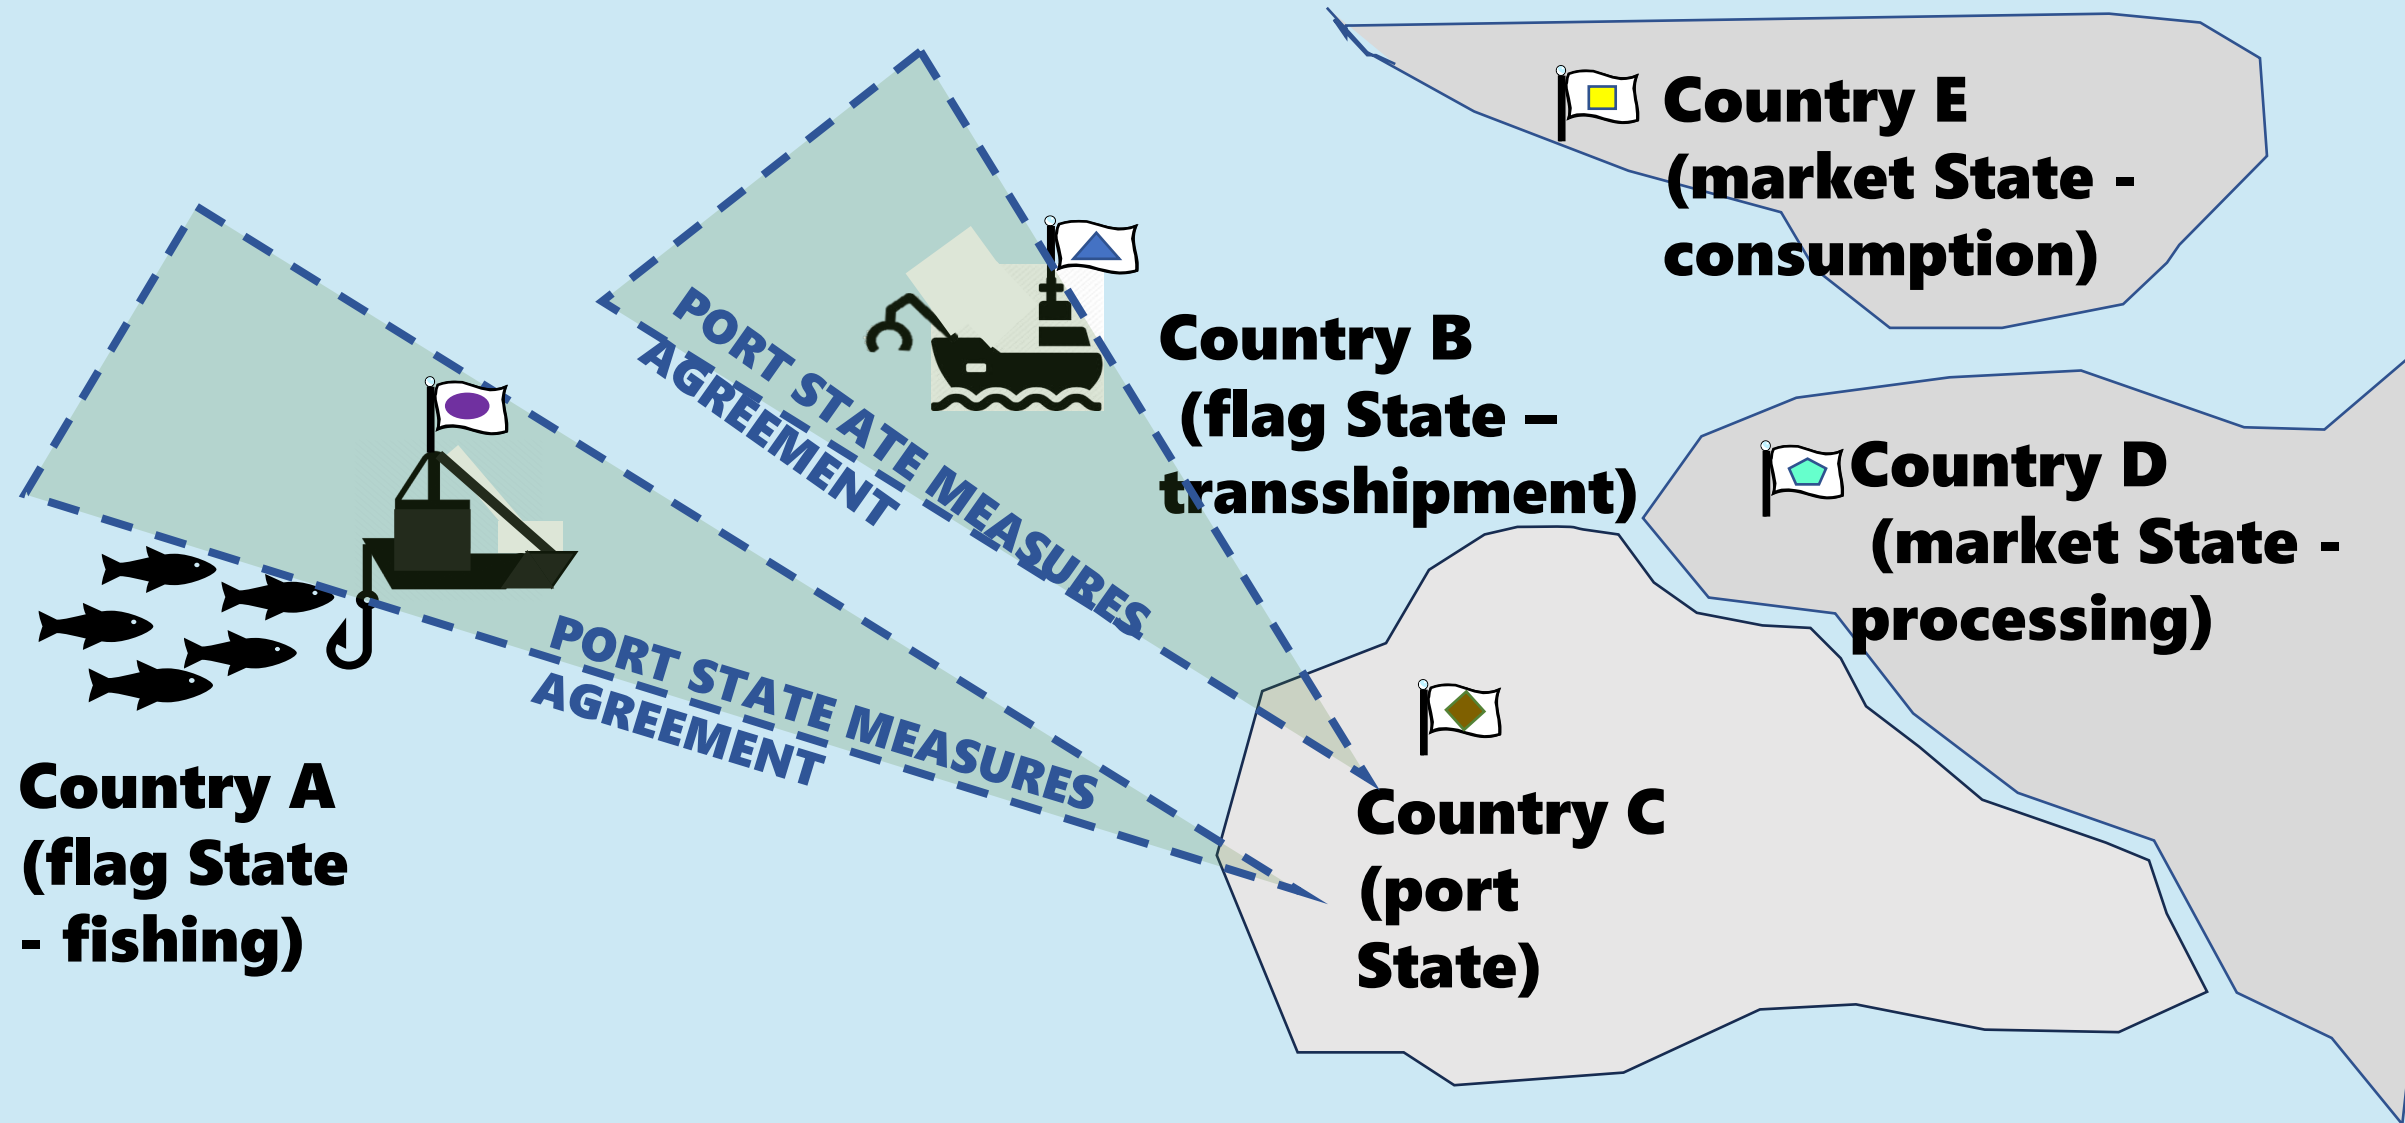 Country E
(market State -
consumption)
Country B
(flag State –
transshipment)
PORT STATE MEASURES
AGREEMENT
Country D
(market State -
processing)
PORT STATE MEASURES
AGREEMENT
Country A
(flag State
- fishing)
Country C
(port
State)